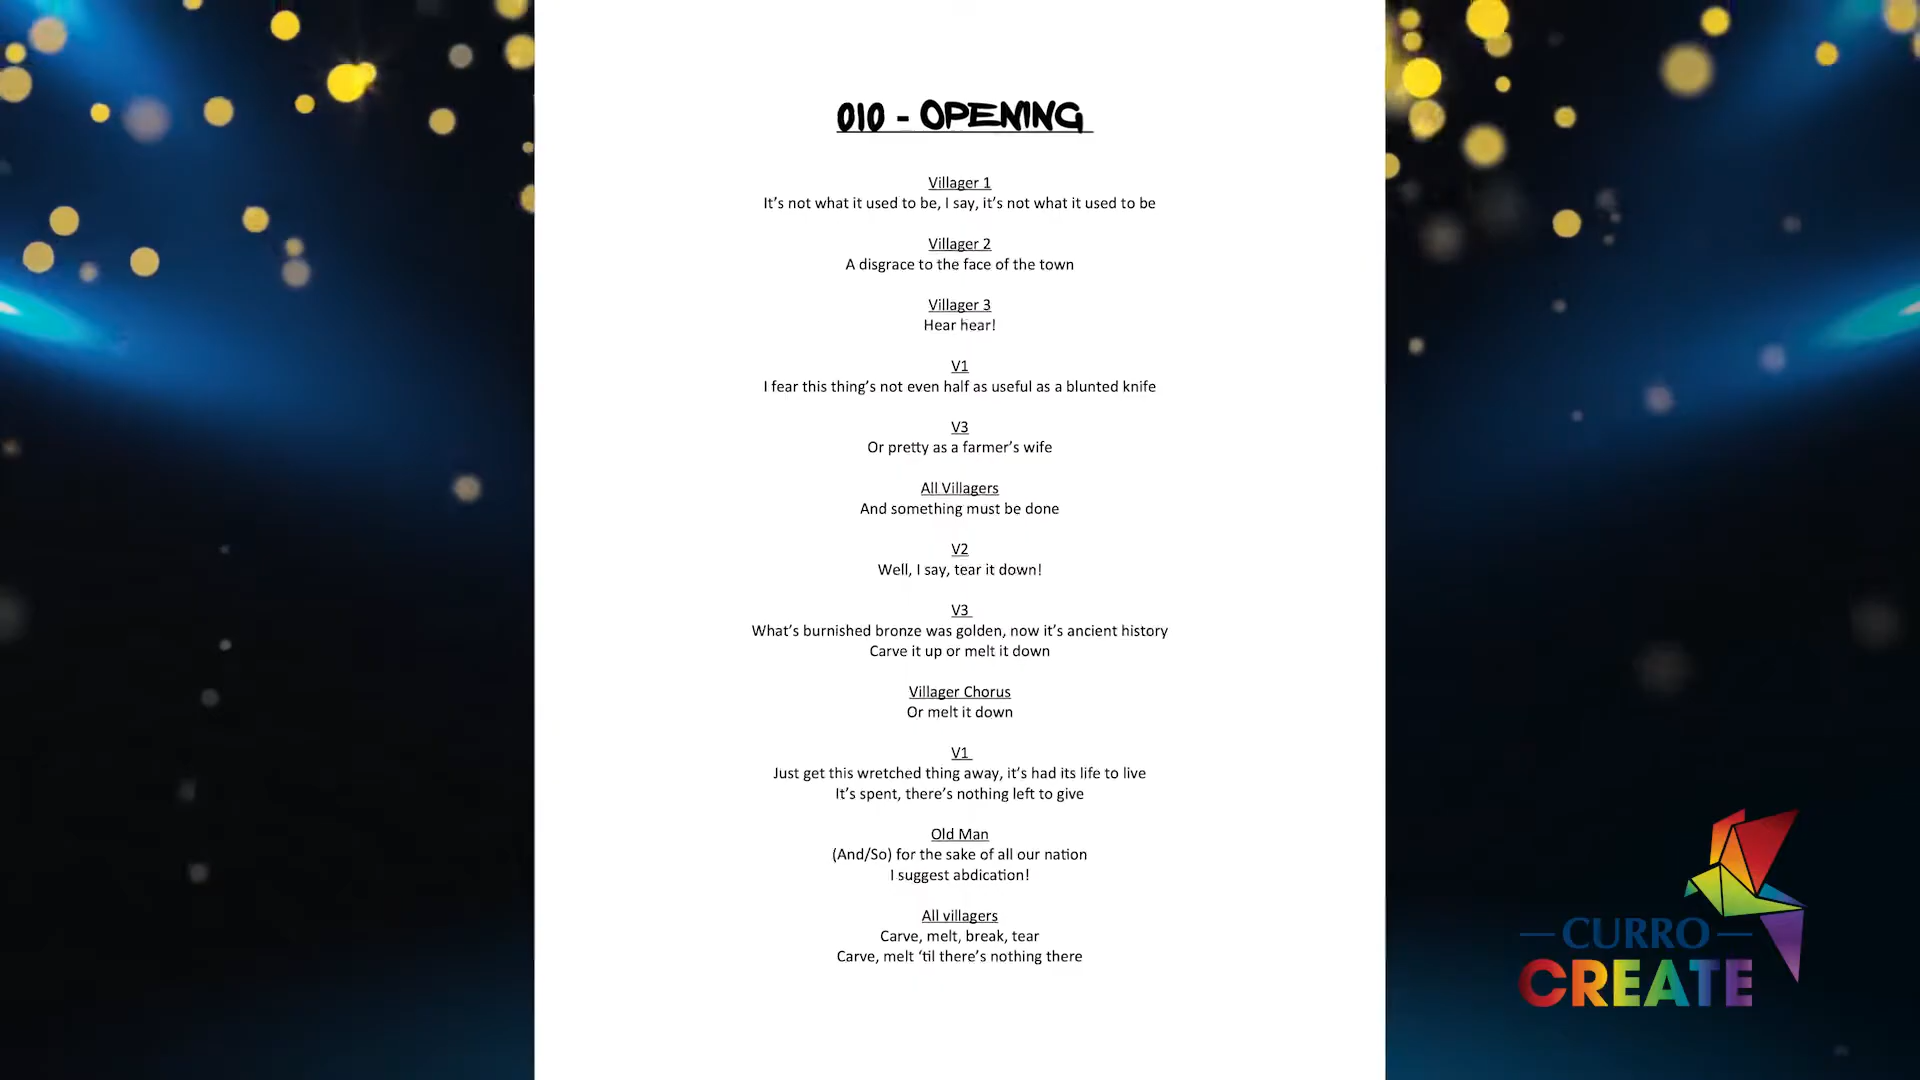 010 - OPENING
Villager 1
It's not what it used to be, I say, it's not what it used to be
Villager 2
A disgrace to the face of the town
Villager 3
Hear hear!
V1
I fear this thing's not even half as useful as a blunted knife
V3
Or pretty as a farmer's wife
All Villagers
And something must be done
V2
Well, I say, tear it down!
V3
What's burnished bronze was golden, now it's ancient history
Carve it up or melt it down
Villager Chorus
Or melt it down
V1
Just get this wretched thing away, it's had its life to live
It's spent, there's nothing left to give
Old Man
(And/So) for the sake of all our nation
I suggest abdication!
All villagers
Carve, melt, break, tear
Carve, melt ‘til there's nothing there
CURRO
CREATE